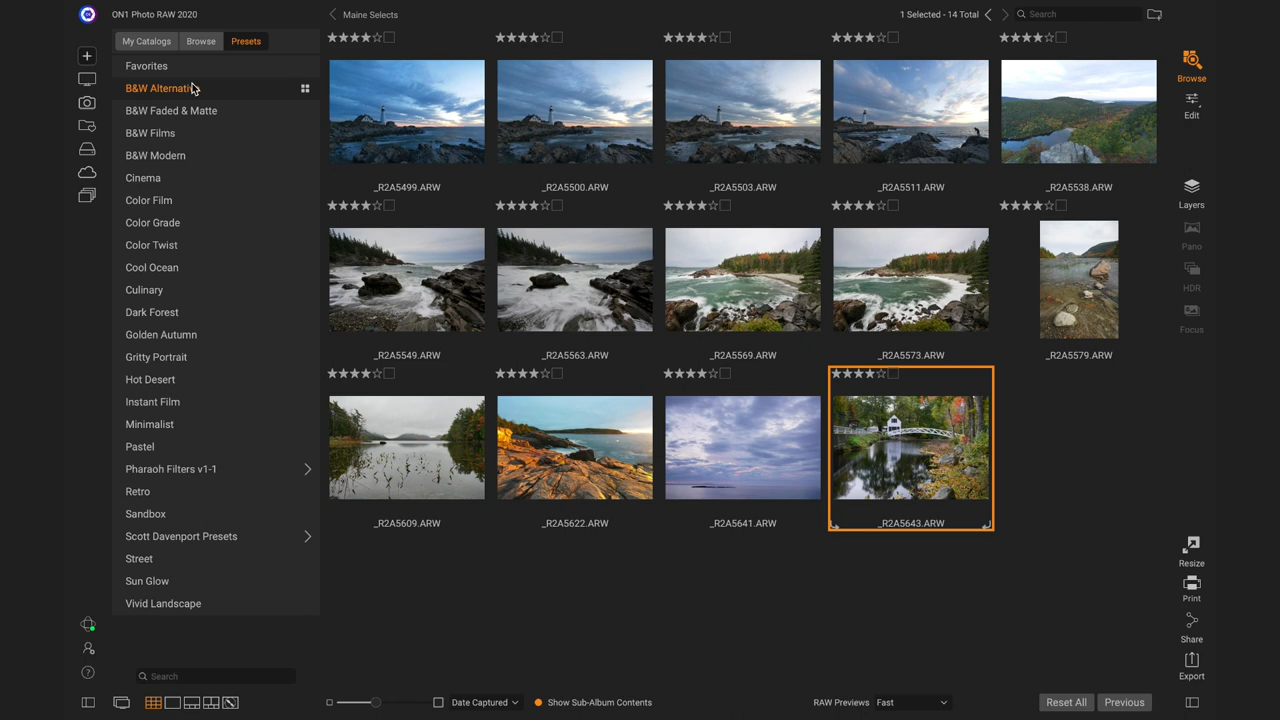 ON1 Photo RAW 2020
Maine Selects
1 Selected - 14 Total
Search
My Catalogs
Browse
Presets
Favorites
B&W Alternativ
B&W Faded & Matte
B&W Films
B&W Modern
Cinema
Color Film
Color Grade
Color Twist
Cool Ocean
Culinary
Dark Forest
Golden Autumn
Gritty Portrait
Hot Desert
Instant Film
Minimalist
Pastel
Pharaoh Filters v1-1
Retro
Sandbox
Scott Davenport Presets
Street
Sun Glow
Vivid Landscape
Search
_R2A5499.ARW
_R2A5500.ARW
_R2A5503.ARW
_R2A5511.ARW
_R2A5538.ARW
_R2A5549.ARW
_R2A5563.ARW
_R2A5569.ARW
_R2A5573.ARW
_R2A5579.ARW
_R2A5609.ARW
_R2A5622.ARW
_R2A5641.ARW
_R2A5643.ARW
Browse
Edit
Layers
Pano
HDR
Focus
Resize
Print
Share
Export
Date Captured
Show Sub-Album Contents
RAW Previews
Fast
Reset All
Previous